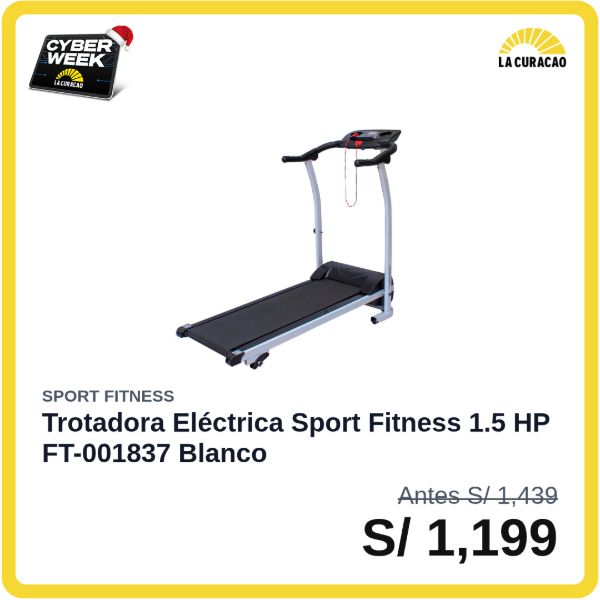 CYBER
WEEK
LA CURACAO
LA CURACAO
SPORT FITNESS
Trotadora Eléctrica Sport Fitness 1.5 HP
FT-001837 Blanco
Antes S/ 1,439
S/ 1,199